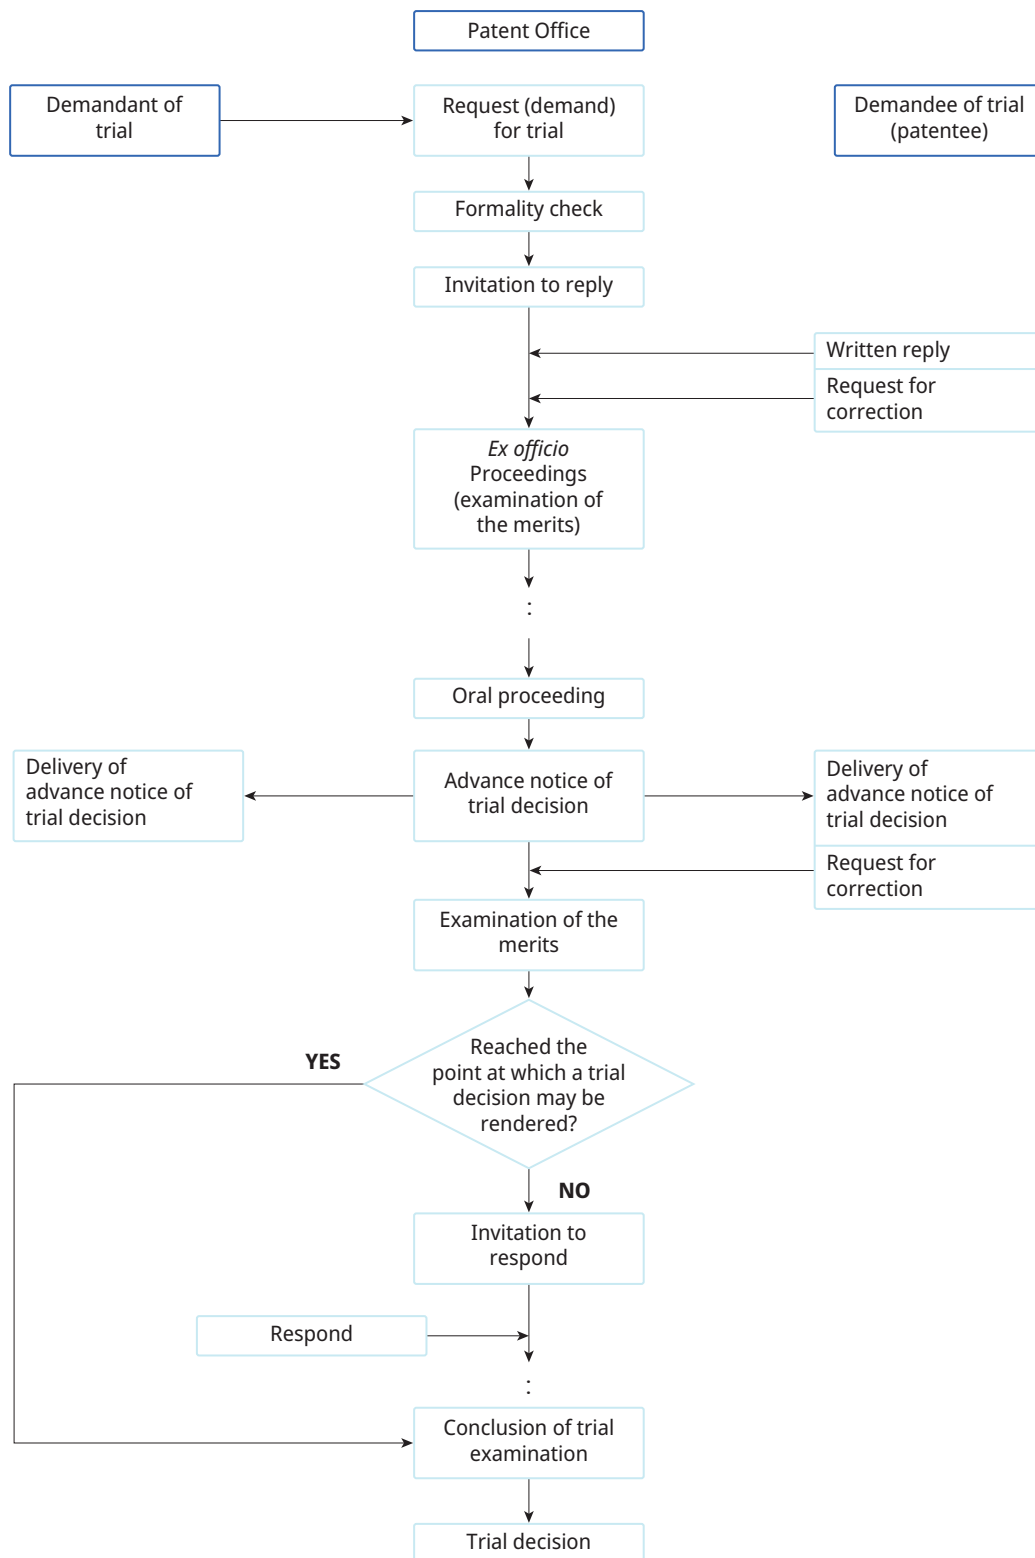 Patent Office
Demandant of
trial
Request (demand)
for trial
Demandee of trial
(patentee)
Formality check
Invitation to reply
Written reply
Request for
correction
Ex officio
Proceedings
(examination of
the merits)
:
Oral proceeding
Delivery of
advance notice of
trial decision
Advance notice of
trial decision
Delivery of
advance notice of
trial decision
Request for
correction
Examination of the
merits
YES
Reached the
point at which a trial
decision may be
rendered?
NO
Invitation to
respond
Respond
:
Conclusion of trial
examination
Trial decision